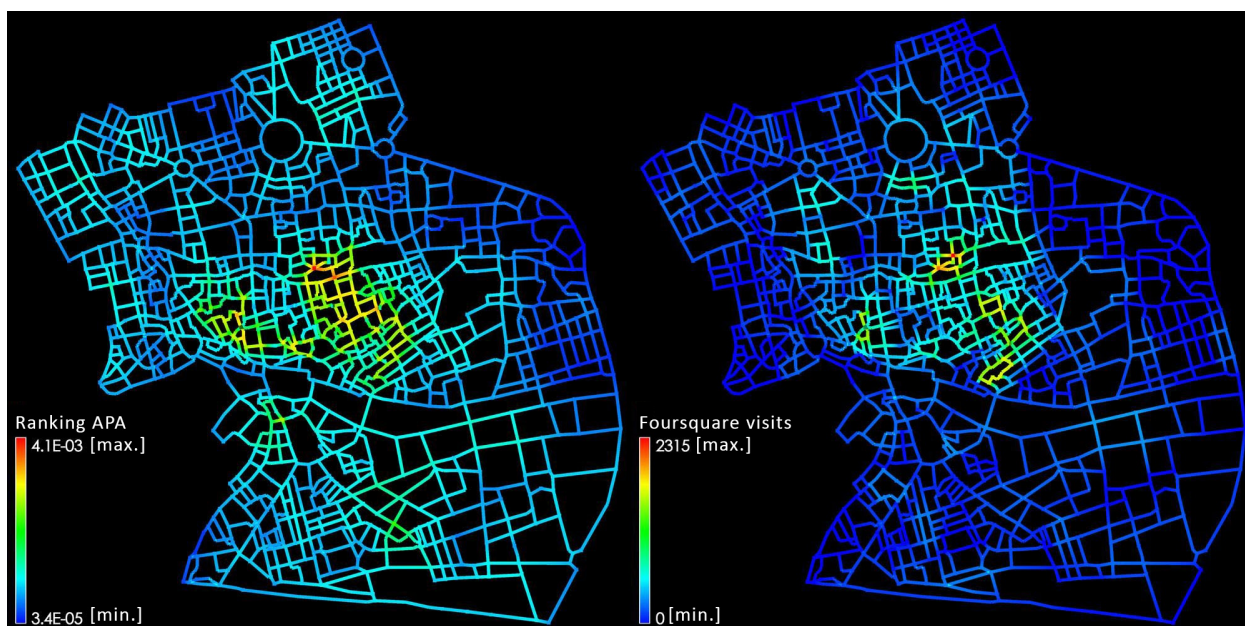 Ranking APA
4.1E-03 [max.]
3.4E-05 [min.]
Foursquare visits
2315 [max.]
0 [min.]